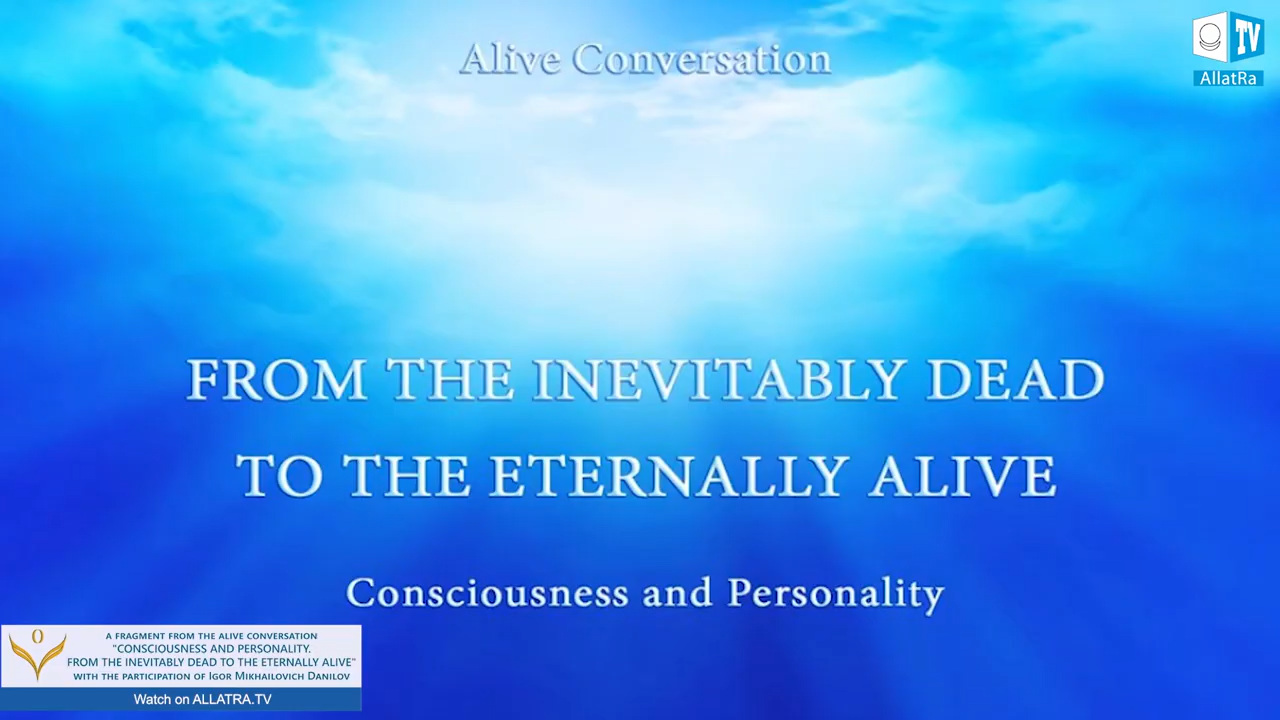 Alive Conversation
TV
AllatRa
FROM THE INEVITABLY DEAD
TO THE ETERNALLY ALIVE
Consciousness and Personality
A FRAGMENT FROM THE ALIVE CONVERSATION
"CONSCIOUSNESS AND PERSONALITY.
FROM THE INEVITABLY DEAD TO THE ETERNALLY ALIVE"
WITH THE PARTICIPATION OF IGOR MIKHAILOVICH DANILOV
Watch on ALLATRA.TV